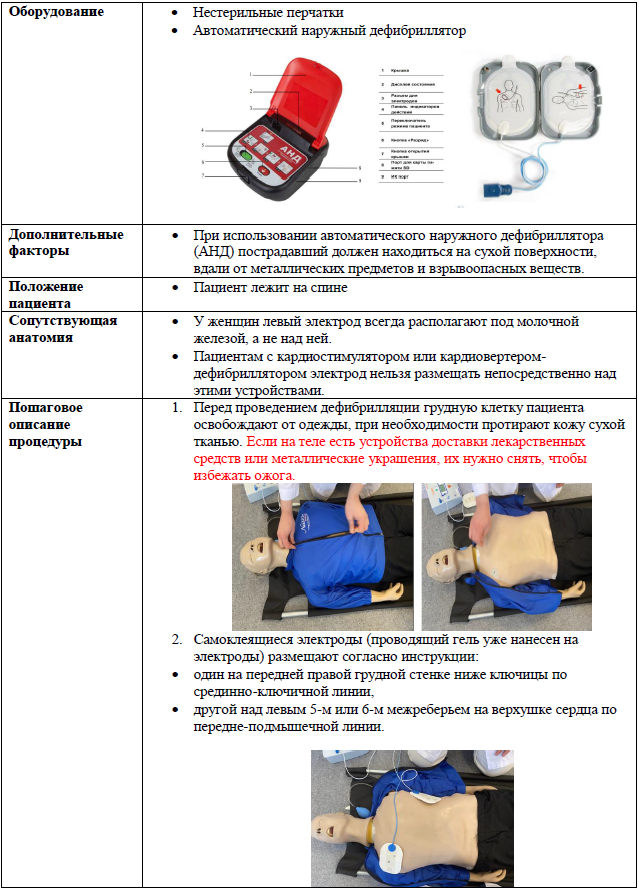 Оборудование
• Нестерильные перчатки
• Автоматический наружный дефибриллятор
1 Крышка
2 Дисплей состояния
3 Разъем для
электродов
4 Панель индикаторов
действия
5 Переключатель
режима пациента
6 Кнопка «Разряд»
7 Кнопка открытия
крышки
8 Порт для карты па-
мяти SD
9 ИК порт
1
2
3
4
5
6
7
8
9
АНД
Дополнительные
факторы
• При использовании автоматического наружного дефибриллятора
(АНД) пострадавший должен находиться на сухой поверхности,
вдали от металлических предметов и взрывоопасных веществ.
Положение
пациента
• Пациент лежит на спине
Сопутствующая
анатомия
• У женщин левый электрод всегда располагают под молочной
железой, а не над ней.
• Пациентам с кардиостимулятором или кардиовертером-
дефибриллятором электрод нельзя размещать непосредственно над
этими устройствами.
Пошаговое
описание
процедуры
1. Перед проведением дефибрилляции грудную клетку пациента
освобождают от одежды, при необходимости протирают кожу сухой
тканью. Если на теле есть устройства доставки лекарственных
средств или металлические украшения, их нужно снять, чтобы
избежать ожога.
2. Самоклеящиеся электроды (проводящий гель уже нанесен на
электроды) размещают согласно инструкции:
• один на передней правой грудной стенке ниже ключицы по
срединно-ключичной линии,
• другой над левым 5-м или 6-м межреберьем на верхушке сердца по
передне-подмышечной линии.